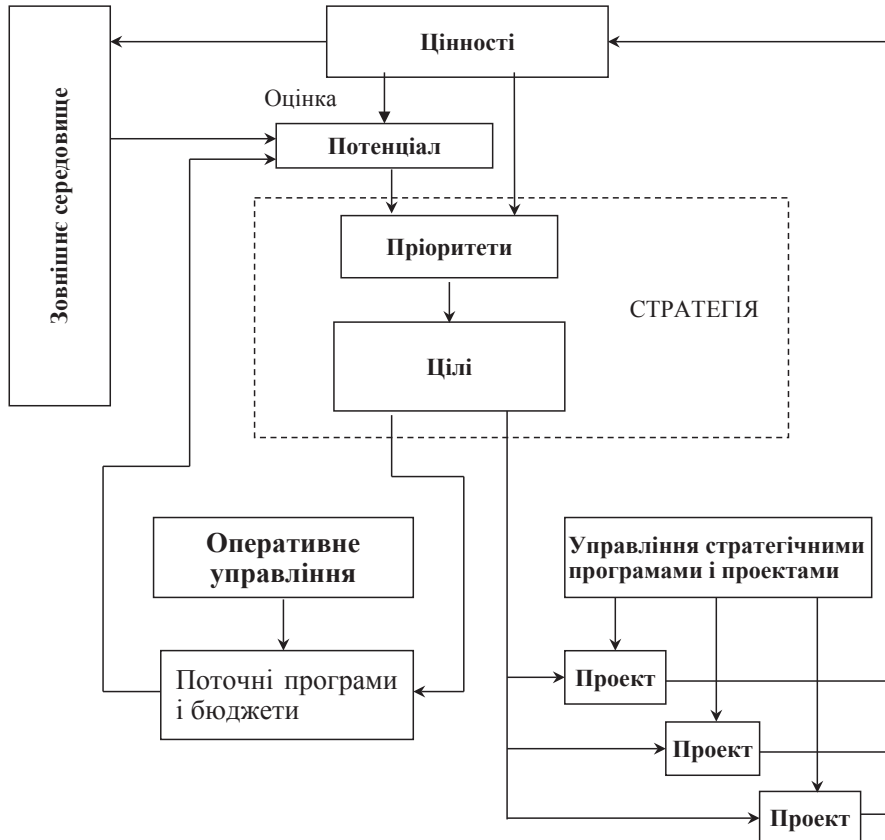 Цінності
Зовнішнє середовище
Оцінка
Потенціал
Пріоритети
СТРАТЕГІЯ
Цілі
Оперативне
управління
Управління стратегічними
програмами і проектами
Поточні програми
і бюджети
Проект
Проект
Проект